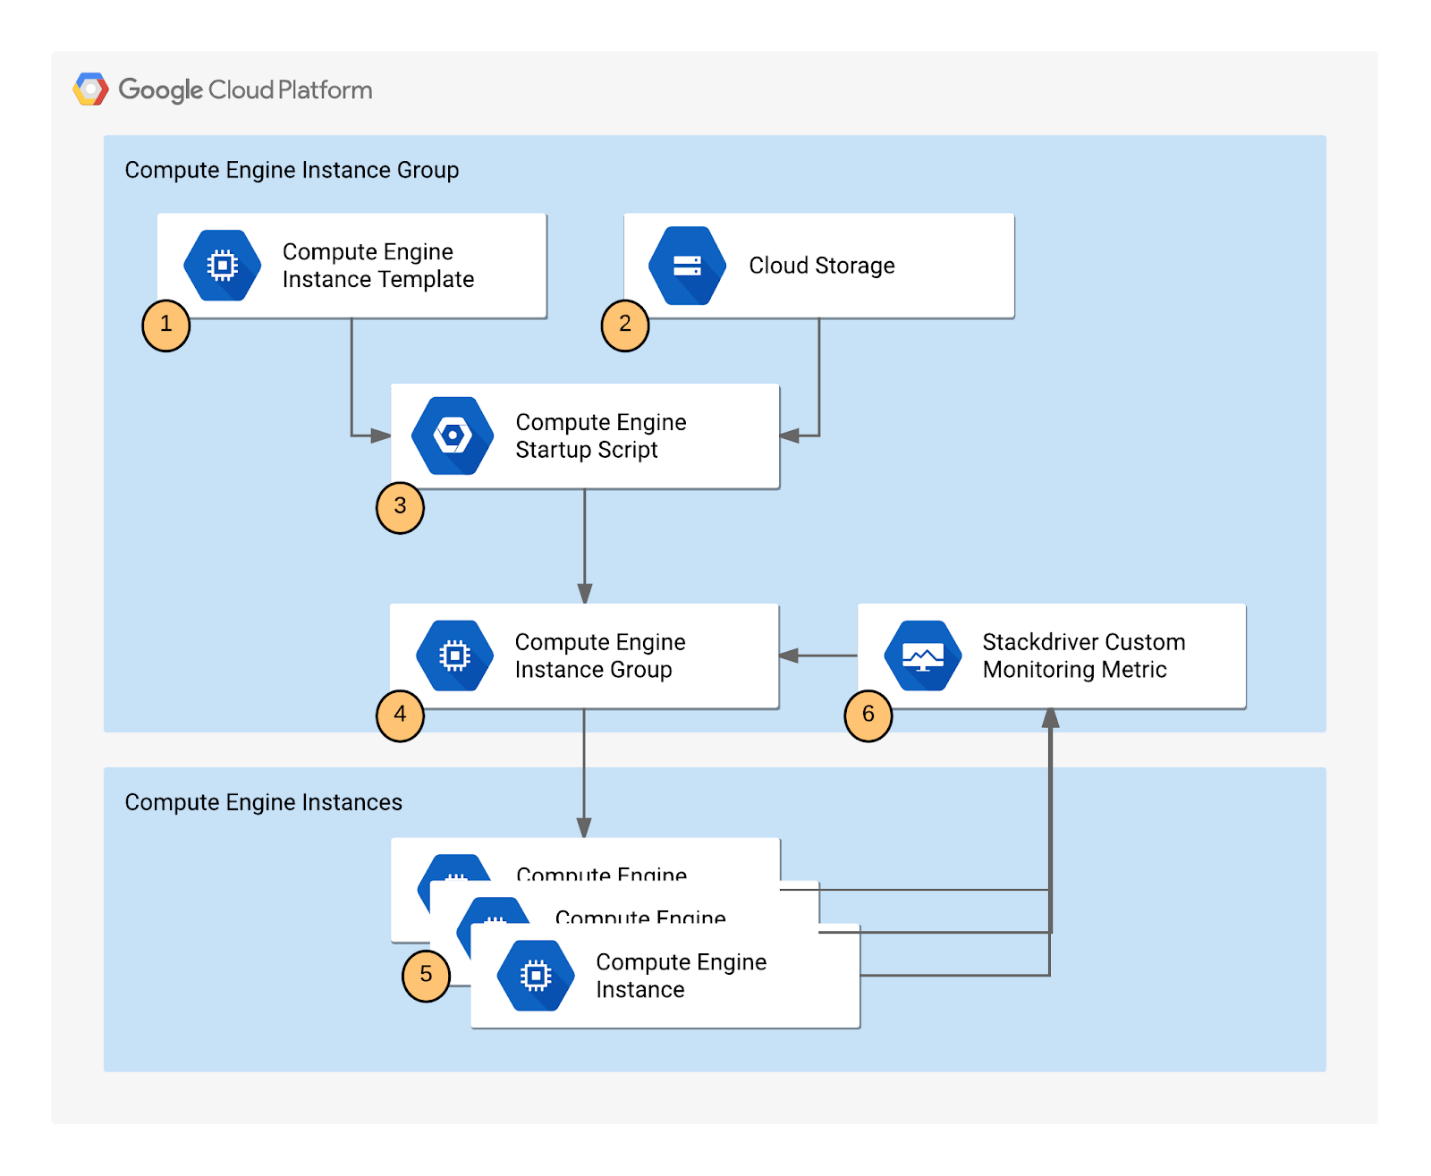 Google Cloud Platform
Compute Engine Instance Group
Compute Engine
Instance Template
1
Cloud Storage
2
Compute Engine
Startup Script
3
Compute Engine
Instance Group
4
Stackdriver Custom
Monitoring Metric
6
Compute Engine Instances
Compute Engine
Compute Engine
Compute Engine
Instance
5